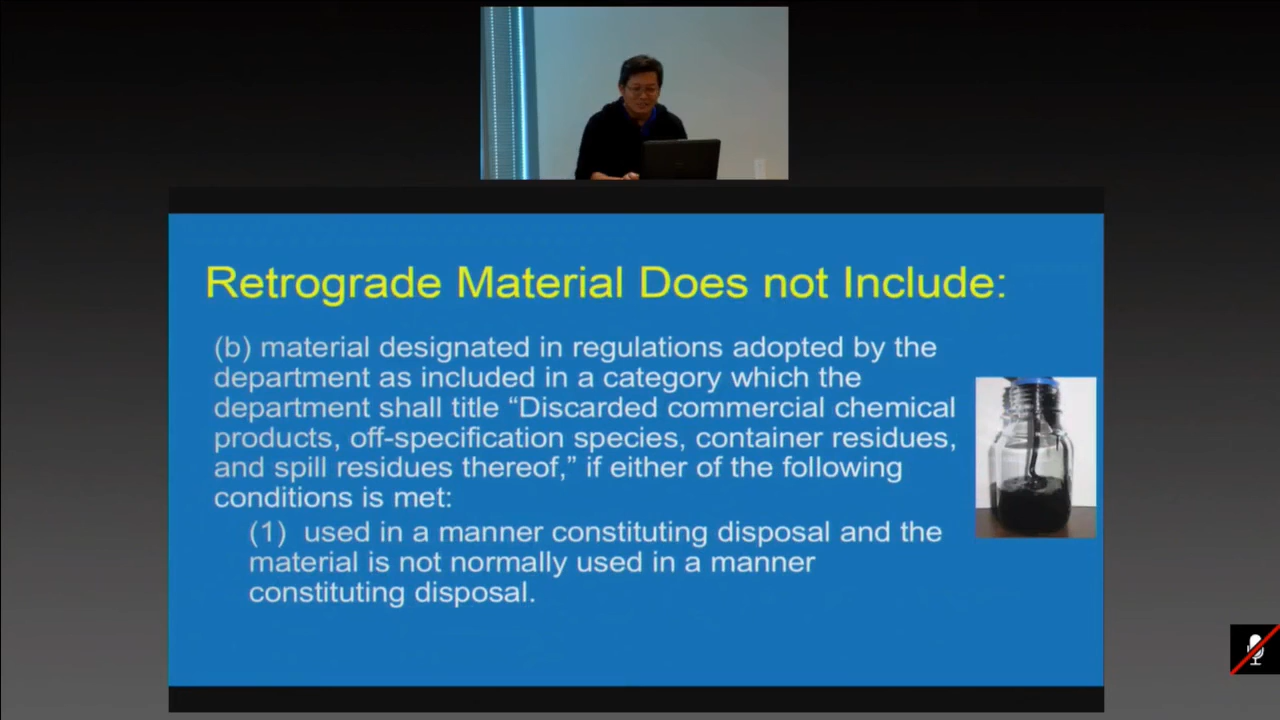 Retrograde Material Does not Include:
(b) material designated in regulations adopted by the
department as included in a category which the
department shall title “Discarded commercial chemical
products, off-specification species, container residues,
and spill residues thereof,” if either of the following
conditions is met:
(1)  used in a manner constituting disposal and the
material is not normally used in a manner
constituting disposal.